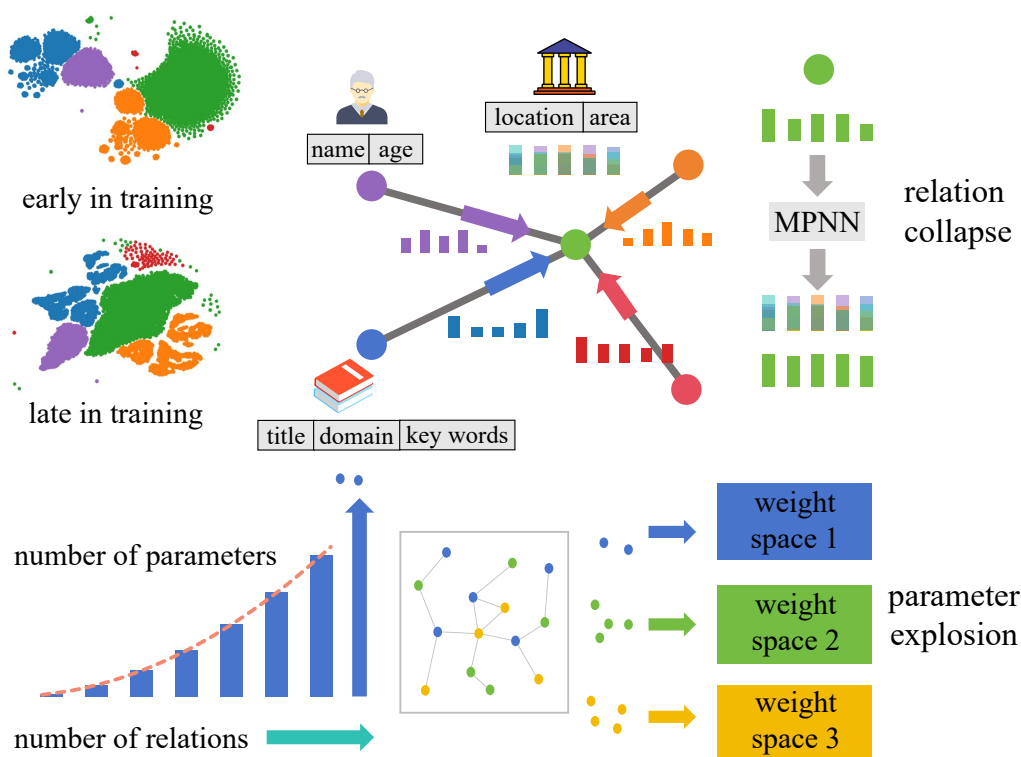 early in training
late in training
name age
location area
title domain key words
MPNN
relation
collapse
number of parameters
number of relations
weight
space 1
weight
space 2
weight
space 3
parameter
explosion